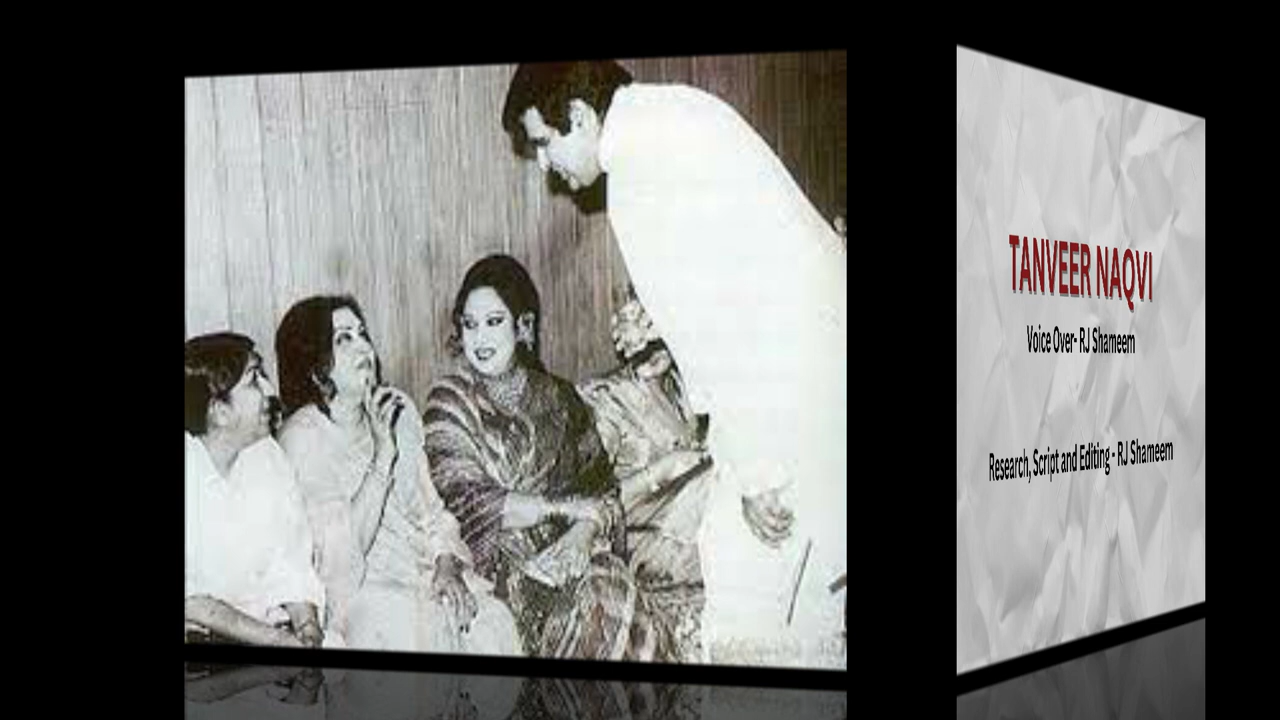 TANVEER NAQVI
Voice Over- RJ Shameem
Research, Script and Editing - RJ Shameem